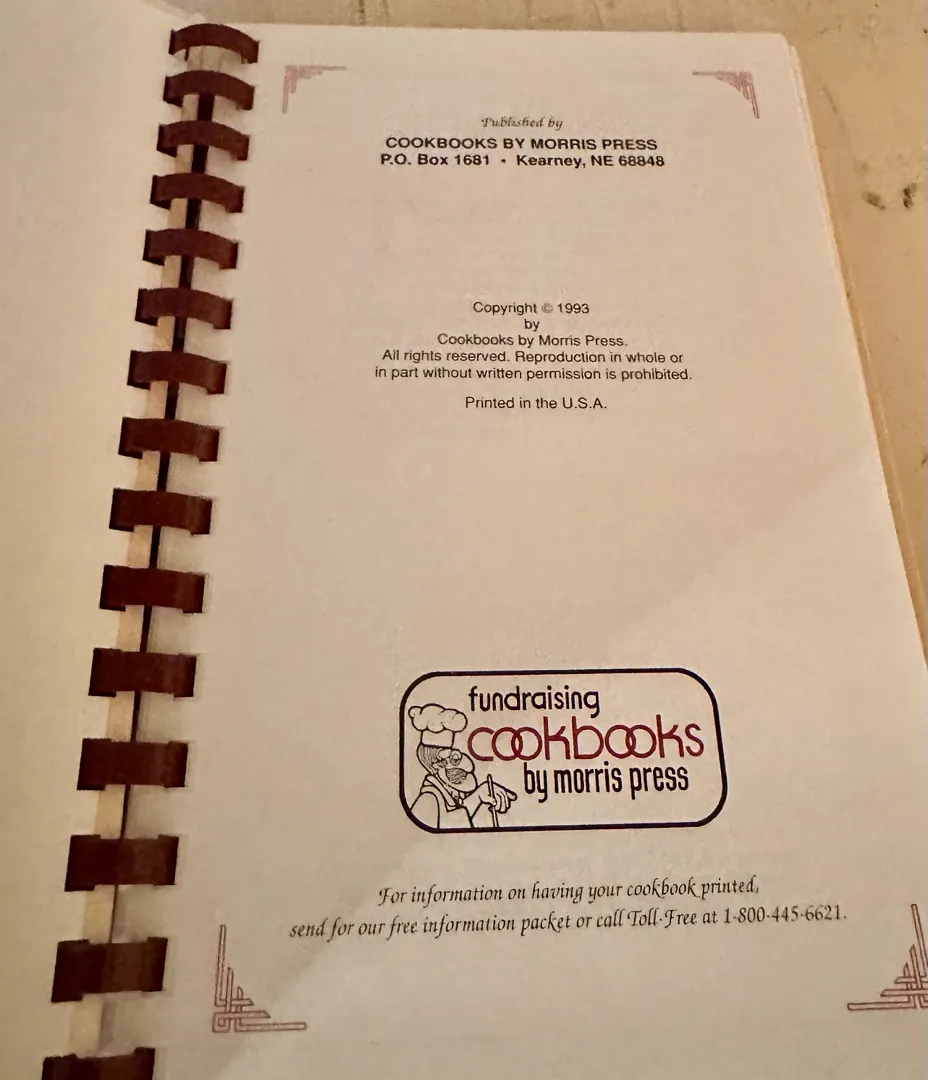 Published by
COOKBOOKS BY MORRIS PRESS
P.O. Box 1681 • Kearney, NE 68848
Copyright © 1993
by
Cookbooks by Morris Press.
All rights reserved. Reproduction in whole or
in part without written permission is prohibited.
Printed in the U.S.A.
fundraising
cookbooks
by morris press
For information on having your cookbook printed,
send for our free information packet or call Toll-Free at 1-800-445-6621.